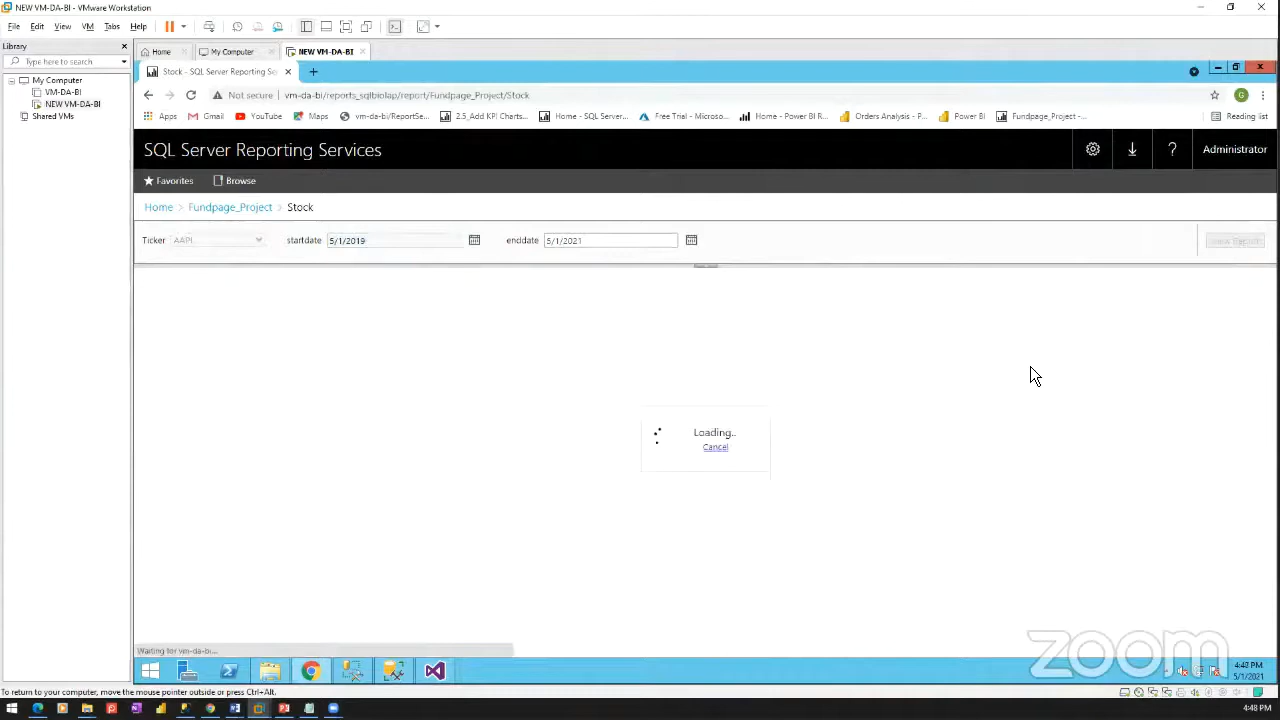 NEW VM-DA-BI - VMware Workstation
File Edit View VM Tabs Help
Library
Type here to search
My Computer
VM-DA-BI
NEW VM-DA-BI
Shared VMs
Home My Computer NEW VM-DA-BI
Stock - SQL Server Reporting Se
Not secure | vm-da-bi/reports_sqlbiolap/report/Fundpage_Project/Stock
Apps Gmail YouTube Maps vm-da-bi/ReportSe... 2.5_Add KPI Charts... Home - SQL Server... Free Trial - Microso... Home - Power BI R... Orders Analysis - P... Power BI Fundpage_Project -... Reading list
SQL Server Reporting Services
? Administrator
Favorites Browse
Home > Fundpage_Project > Stock
Ticker AAPL startdate 5/1/2019 enddate 5/1/2021 View Report
Loading..
Cancel
Waiting for vm-da-bi...
zoom
4:48 PM
5/1/2021
To return to your computer, move the mouse pointer outside or press Ctrl+Alt.
4:48 PM